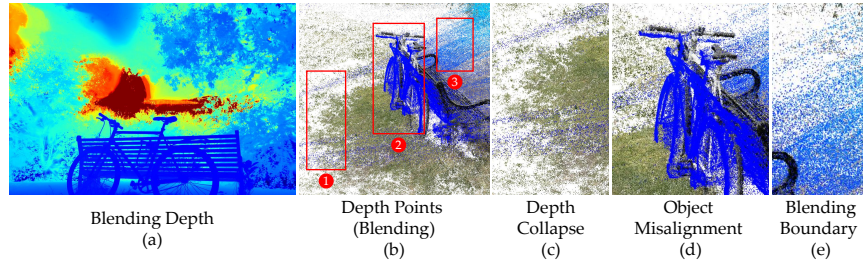 1
2
3
Blending Depth
(a)
Depth Points
(Blending)
(b)
Depth
Collapse
(c)
Object
Misalignment
(d)
Blending
Boundary
(e)